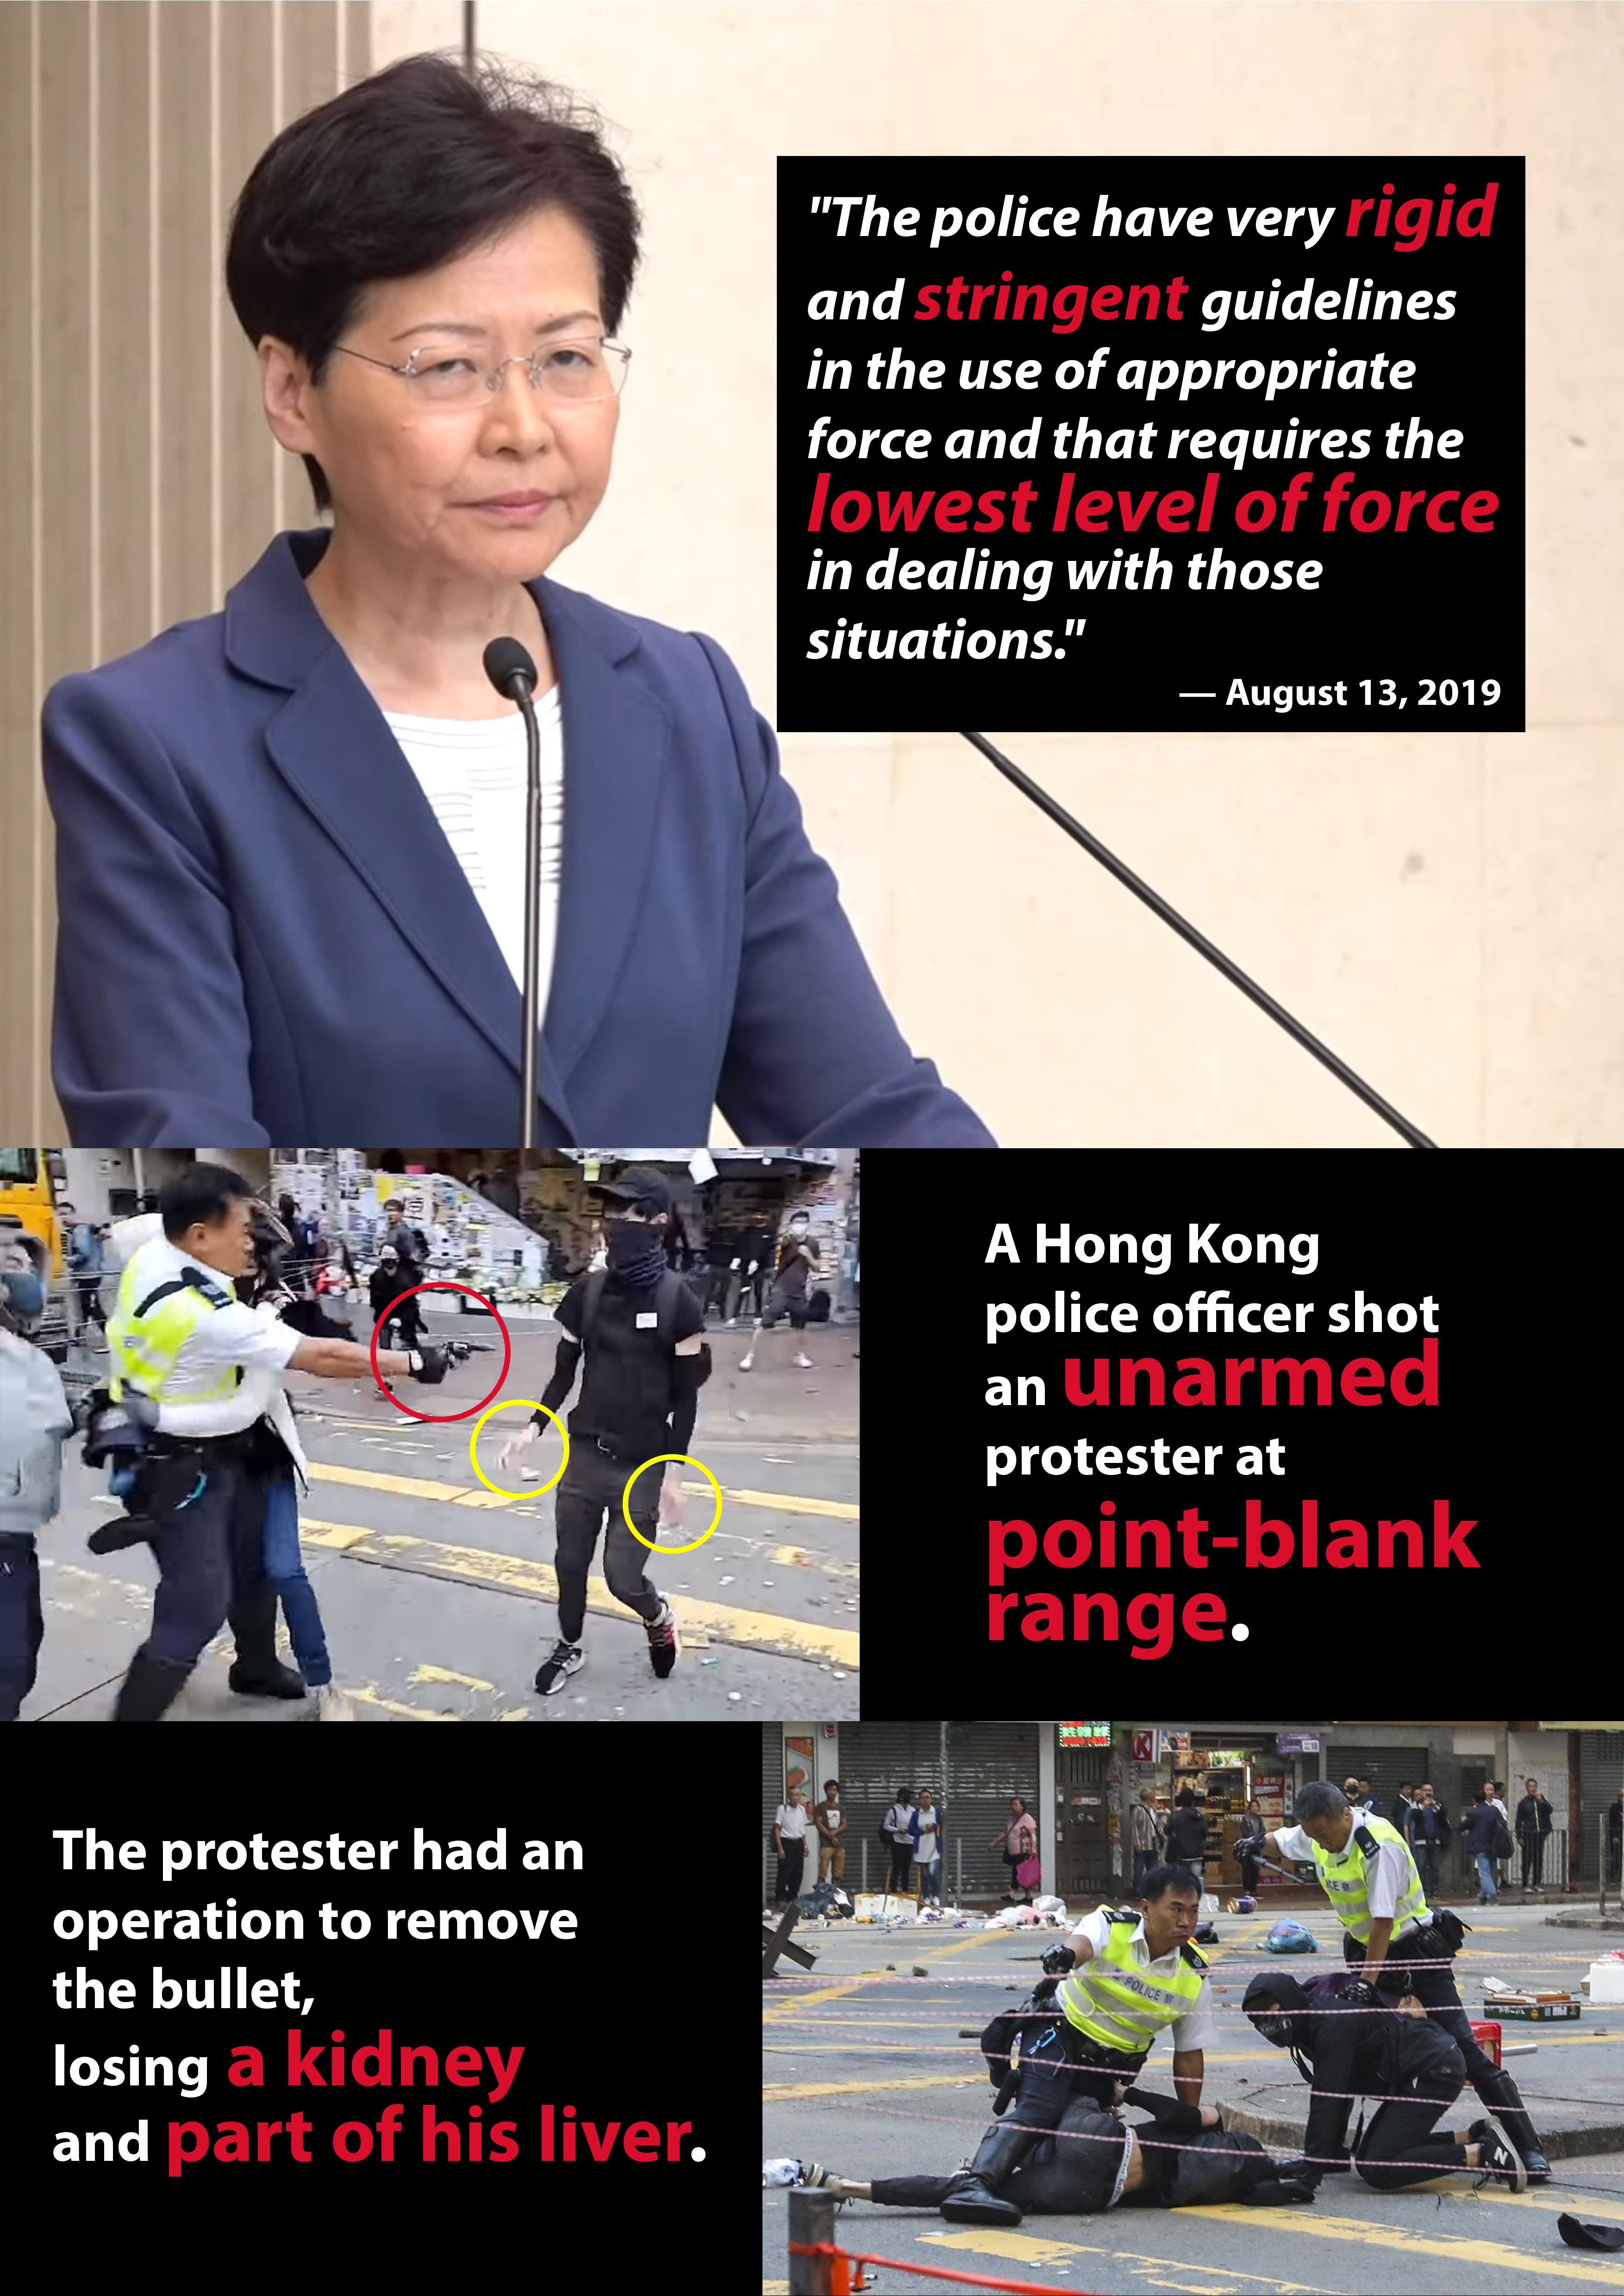 "The police have very rigid
and stringent guidelines
in the use of appropriate
force and that requires the
lowest level of force
in dealing with those
situations."
— August 13, 2019
A Hong Kong
police officer shot
an unarmed
protester at
point-blank
range.
The protester had an
operation to remove
the bullet,
losing a kidney
and part of his liver.
K
POLICE 警
ICE 警
N